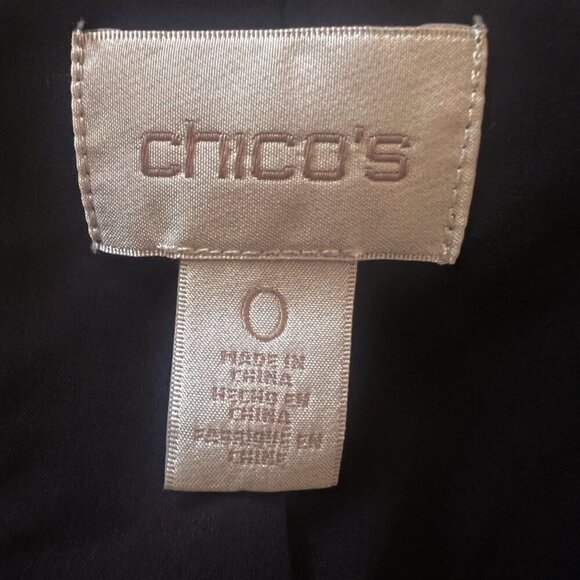 chico's
0
MADE IN
CHINA
HECHO EN
CHINA
FABRIQUE EN
CHINE